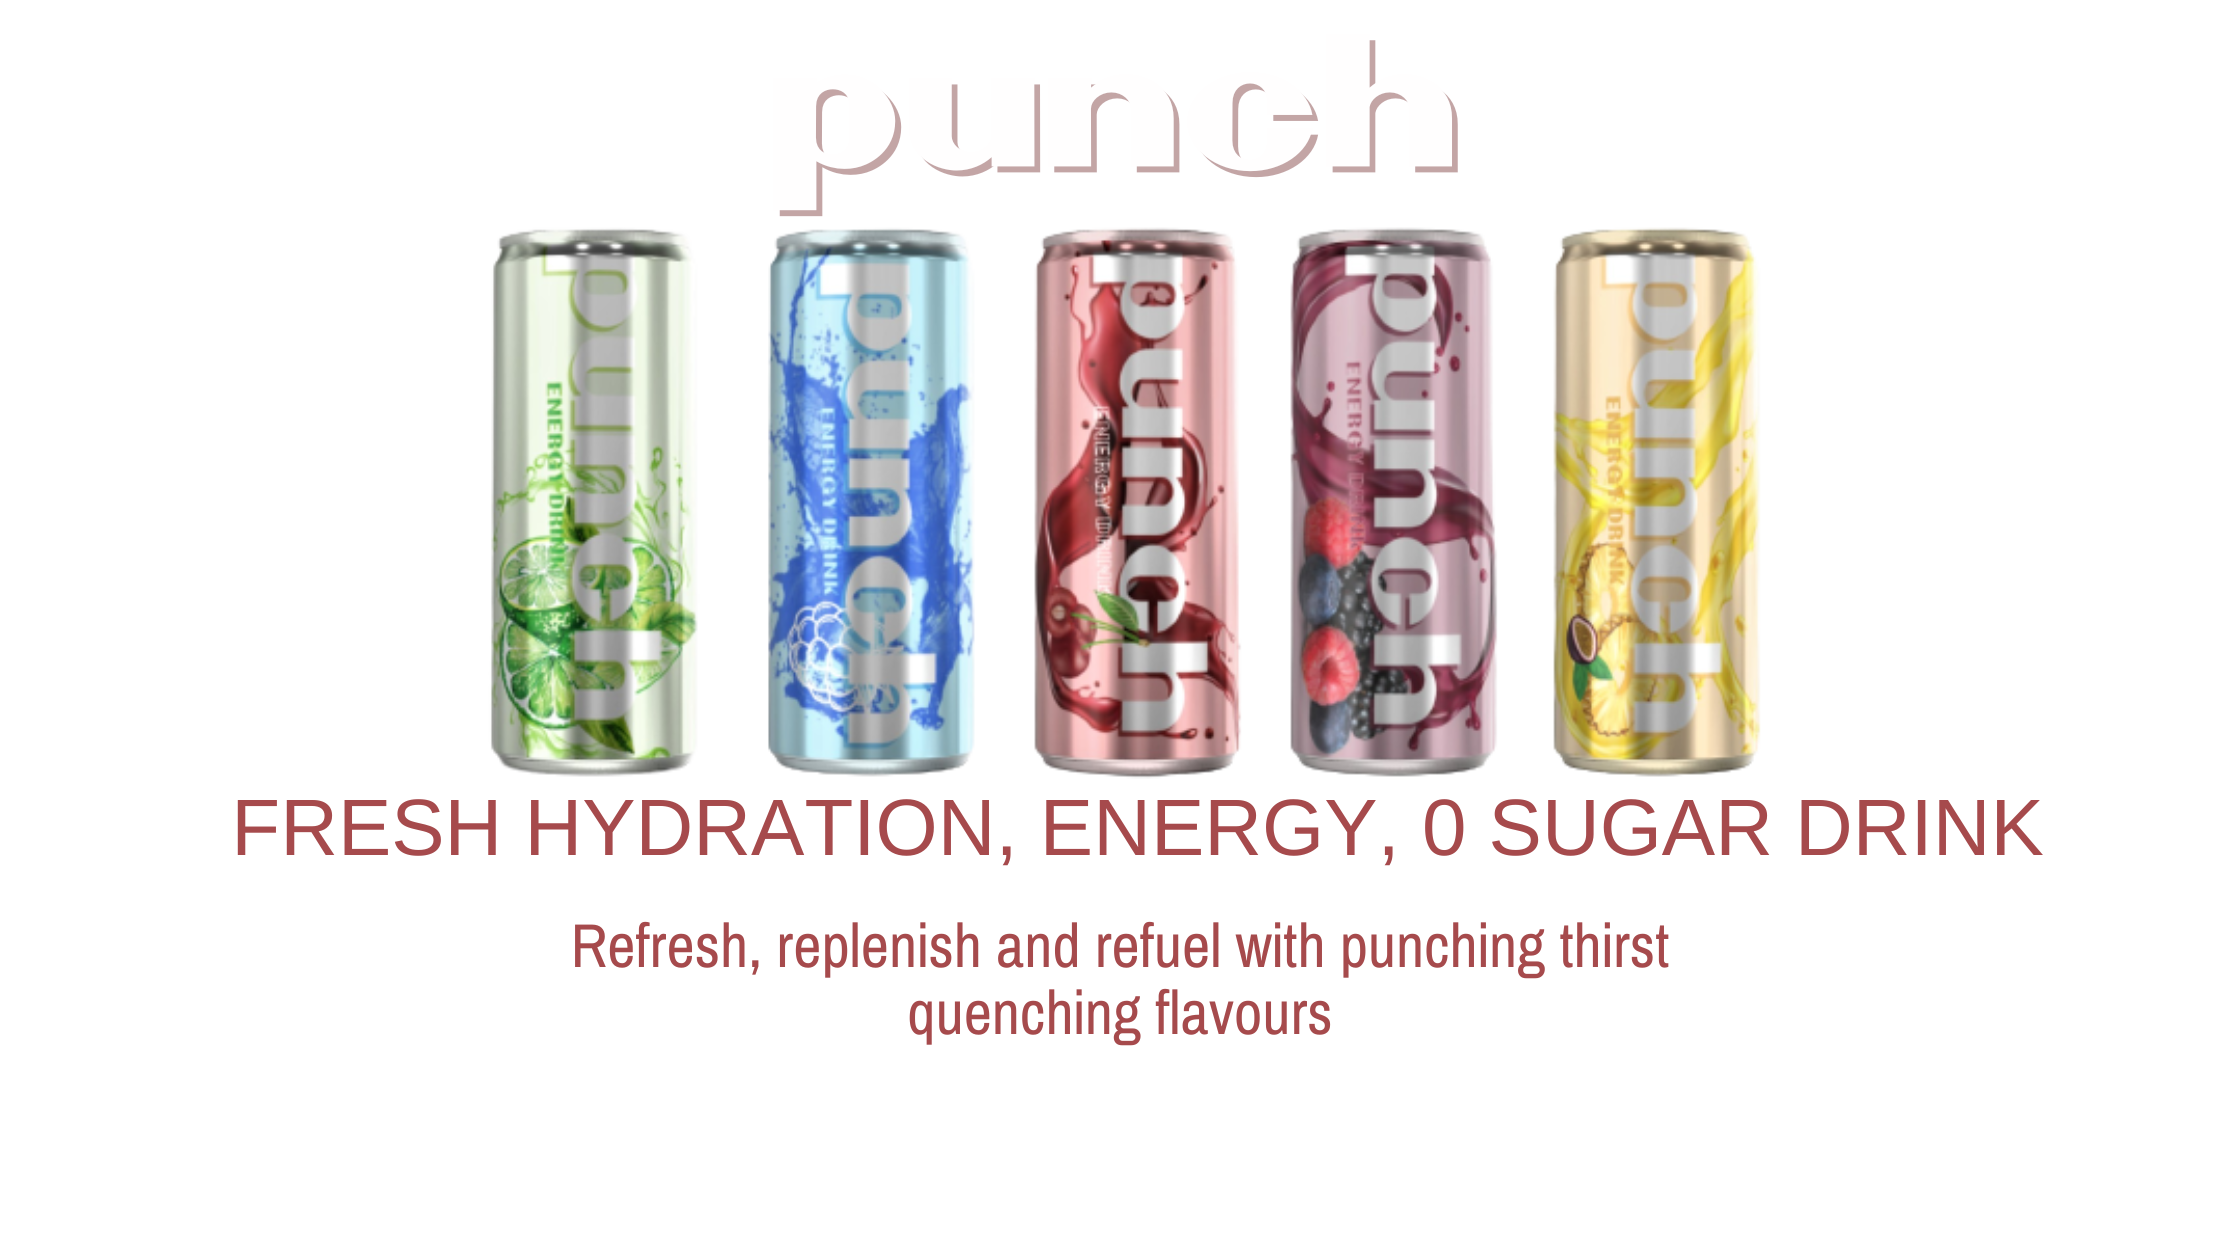 punch
punch
ENERGY DRINK
punch
ENERGY DRINK
punch
ENERGY
punch
ENERGY DRINK
punch
ENERGY DRINK
FRESH HYDRATION, ENERGY, 0 SUGAR DRINK
Refresh, replenish and refuel with punching thirst
quenching flavours